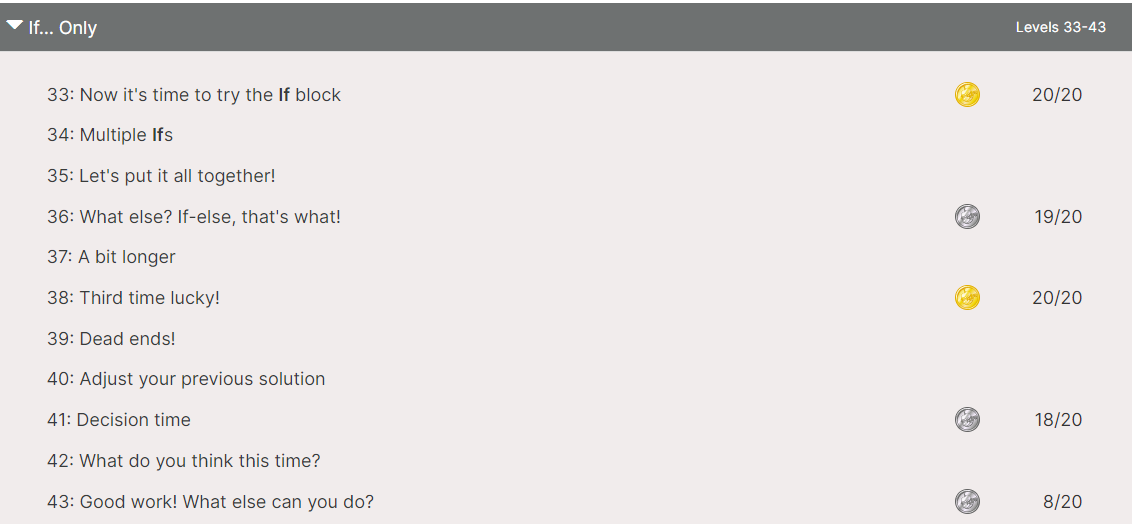 If... Only Levels 33-43
33: Now it's time to try the If block 20/20
34: Multiple Ifs
35: Let's put it all together!
36: What else? If-else, that's what! 19/20
37: A bit longer
38: Third time lucky! 20/20
39: Dead ends!
40: Adjust your previous solution
41: Decision time 18/20
42: What do you think this time?
43: Good work! What else can you do? 8/20